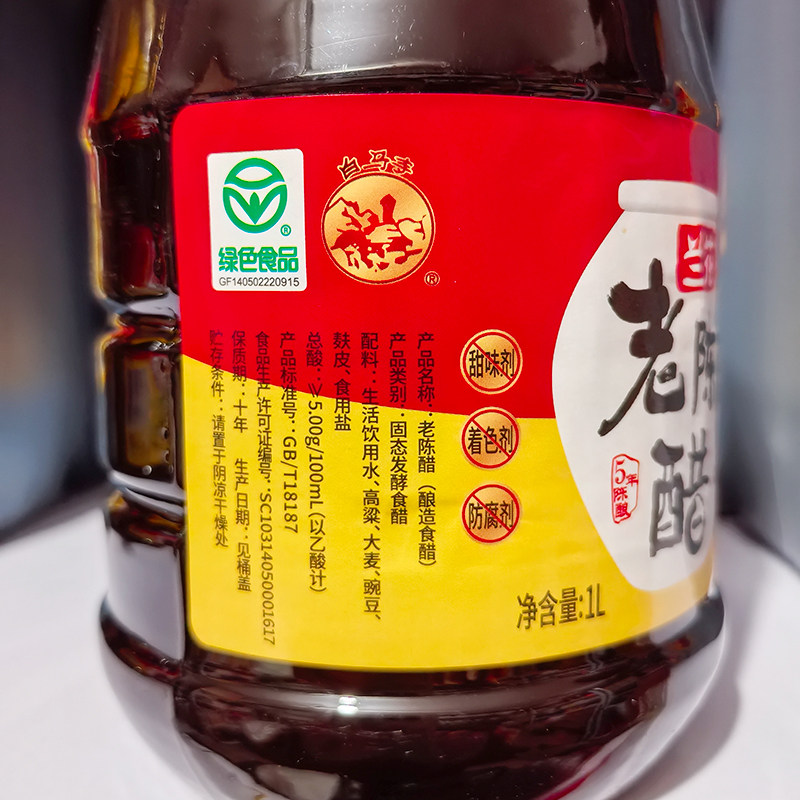 绿色食品
GF140502220915
®
白马寺
®
产品名称：老陈醋（酿造食醋）
产品类别：固态发酵食醋
配料：生活饮用水、高粱、大麦、豌豆、
麸皮、食用盐
总酸：≥5.00g/100mL(以乙酸计)
产品标准号：GB/T18187
食品生产许可证编号：SC10314050001617
保质期：十年 生产日期：见桶盖
贮存条件：请置于阴凉干燥处
甜味剂
着色剂
防腐剂
老陈
醋
5年
陈酿
净含量:1L